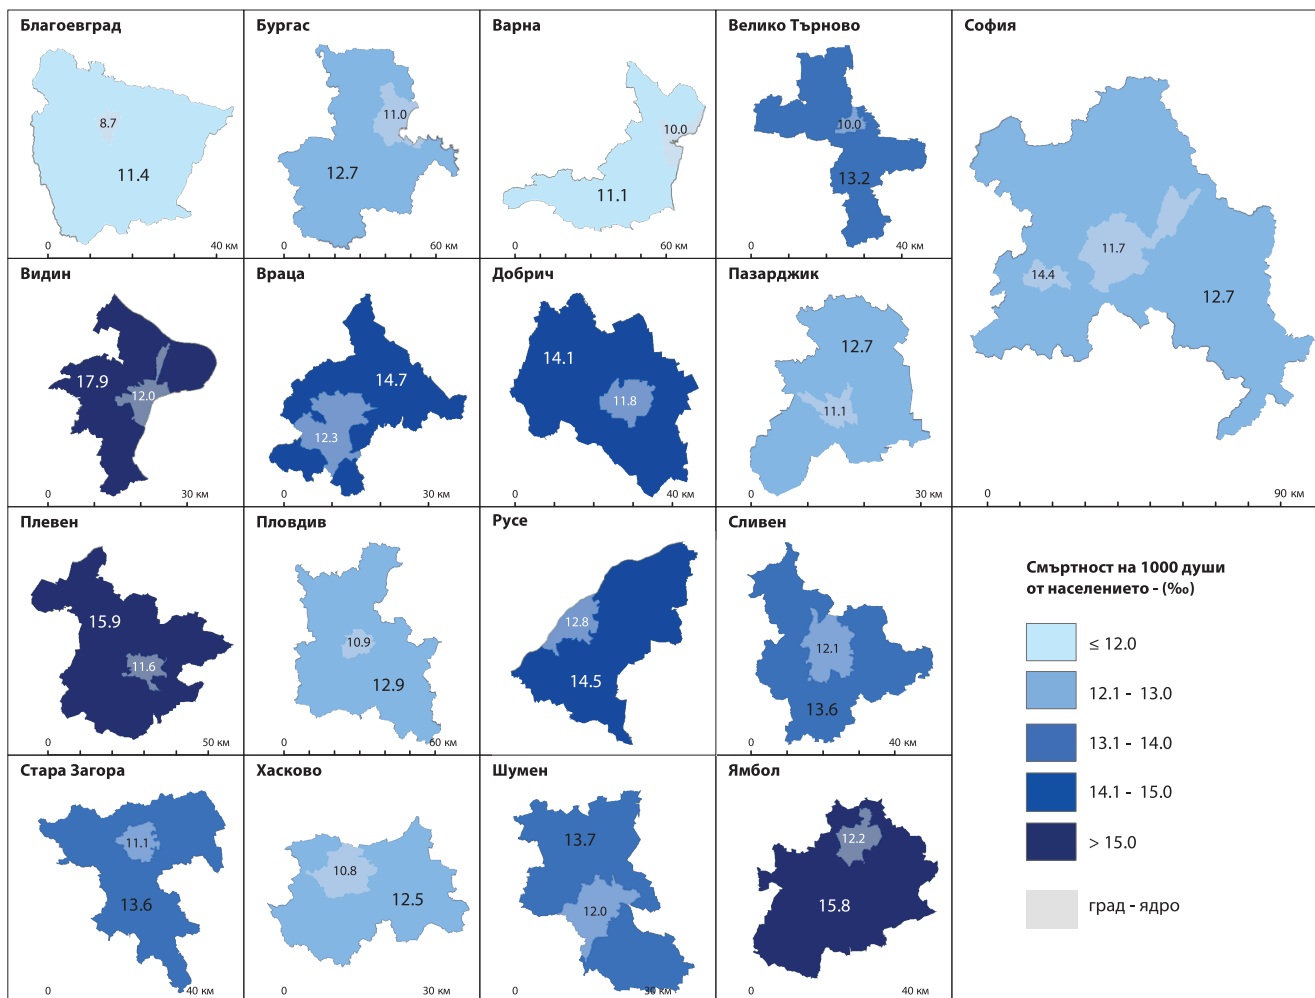 Благоевград
8.7
11.4
0
40 км
Бургас
11.0
12.7
0
60 км
Варна
10.0
11.1
0
60 км
Велико Търново
10.0
13.2
0
40 км
София
11.7
14.4
12.7
0
90 км
Видин
17.9
12.0
0
30 км
Враца
14.7
12.3
0
30 км
Добрич
14.1
11.8
0
40 км
Пазарджик
12.7
11.1
0
30 км
Плевен
15.9
11.6
0
50 км
Пловдив
10.9
12.9
0
60 км
Русе
12.8
14.5
Сливен
12.1
13.6
0
40 км
Смъртност на 1000 души
от населението - (‰)
≤ 12.0
12.1 - 13.0
13.1 - 14.0
14.1 - 15.0
> 15.0
град - ядро
Стара Загора
11.1
13.6
0
40 км
Хасково
10.8
12.5
0
30 км
Шумен
13.7
12.0
0
30 км
Ямбол
12.2
15.8
0
40 км